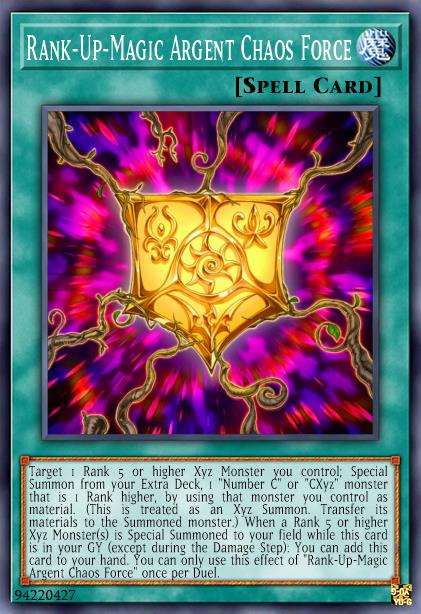 Rank-Up-Magic Argent Chaos Force
魔
[Spell Card]
Target 1 Rank 5 or higher Xyz Monster you control; Special
Summon from your Extra Deck, 1 "Number C" or "CXyz" monster
that is 1 Rank higher, by using that monster you control as
material. (This is treated as an Xyz Summon. Transfer its
materials to the Summoned monster.) When a Rank 5 or higher
Xyz Monster(s) is Special Summoned to your field while this card
is in your GY (except during the Damage Step): You can add this
card to your hand. You can only use this effect of "Rank-Up-Magic
Argent Chaos Force" once per Duel.
94220427